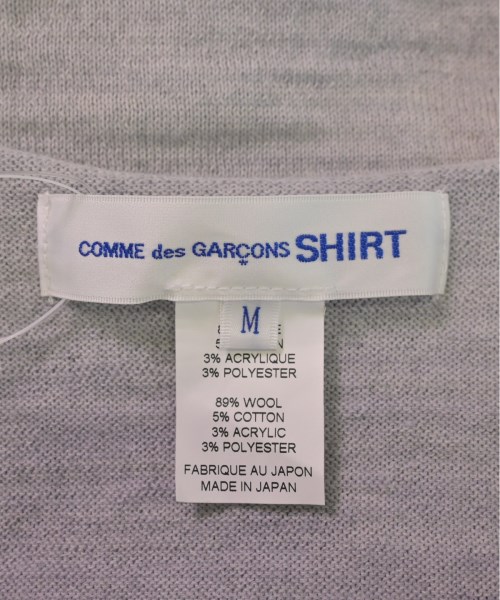 COMME des GARÇONS SHIRT
*
M
3% ACRYLIQUE
3% POLYESTER
89% WOOL
5% COTTON
3% ACRYLIC
3% POLYESTER
FABRIQUE AU JAPON
MADE IN JAPAN